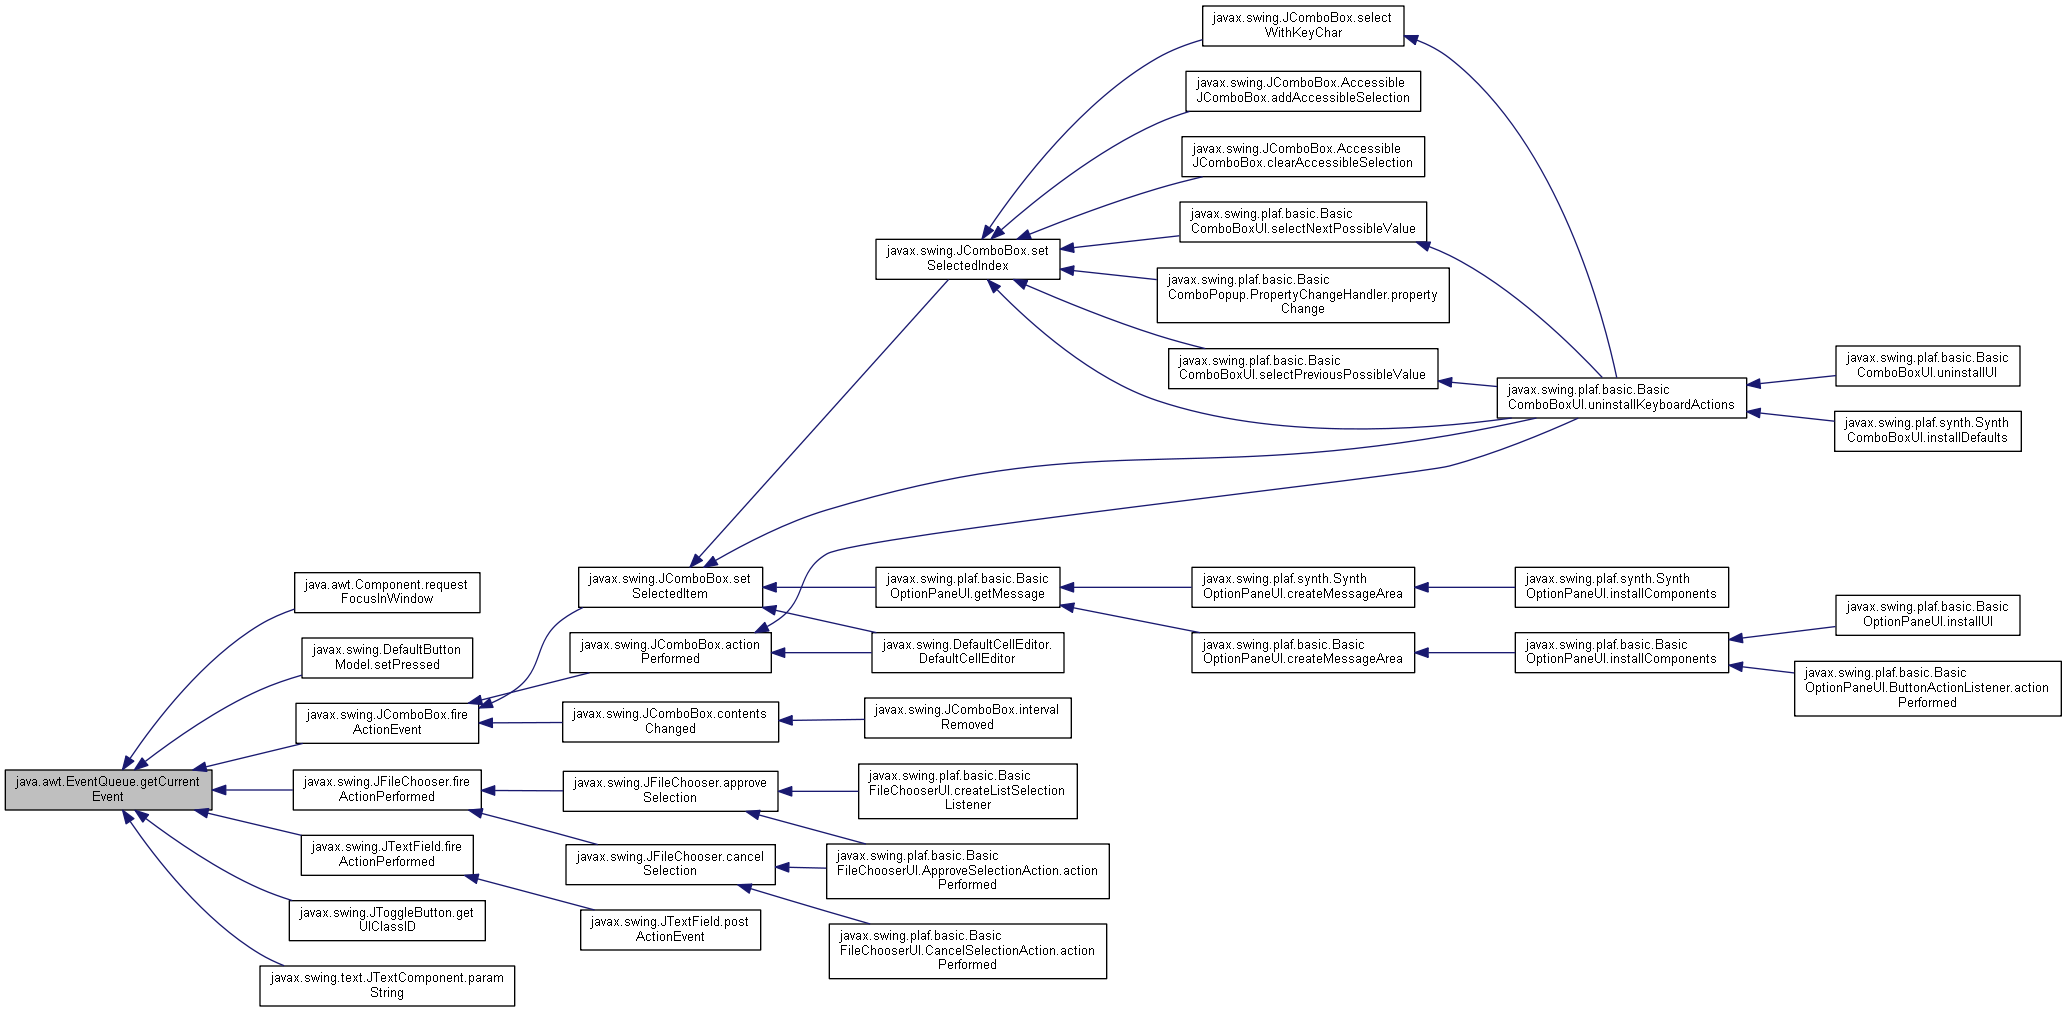 javax.swing.JComboBox.select
WithKeyChar
javax.swing.JComboBox.Accessible
JComboBox.addAccessibleSelection
javax.swing.JComboBox.Accessible
JComboBox.clearAccessibleSelection
javax.swing.plaf.basic.Basic
ComboBoxUI.selectNextPossibleValue
javax.swing.JComboBox.set
SelectedIndex
javax.swing.plaf.basic.Basic
ComboPopup.PropertyChangeHandler.property
Change
javax.swing.plaf.basic.Basic
ComboBoxUI.selectPreviousPossibleValue
javax.swing.plaf.basic.Basic
ComboBoxUI.uninstallKeyboardActions
javax.swing.plaf.basic.Basic
ComboBoxUI.uninstallUI
javax.swing.plaf.synth.Synth
ComboBoxUI.installDefaults
java.awt.Component.request
FocusInWindow
javax.swing.JComboBox.set
SelectedItem
javax.swing.plaf.basic.Basic
OptionPaneUI.getMessage
javax.swing.plaf.synth.Synth
OptionPaneUI.createMessageArea
javax.swing.plaf.synth.Synth
OptionPaneUI.installComponents
javax.swing.plaf.basic.Basic
OptionPaneUI.installUI
javax.swing.DefaultButton
Model.setPressed
javax.swing.JComboBox.action
Performed
javax.swing.DefaultCellEditor.
DefaultCellEditor
javax.swing.plaf.basic.Basic
OptionPaneUI.createMessageArea
javax.swing.plaf.basic.Basic
OptionPaneUI.installComponents
javax.swing.plaf.basic.Basic
OptionPaneUI.ButtonActionListener.action
Performed
javax.swing.JComboBox.fire
ActionEvent
javax.swing.JComboBox.contents
Changed
javax.swing.JComboBox.interval
Removed
java.awt.EventQueue.getCurrent
Event
javax.swing.JFileChooser.fire
ActionPerformed
javax.swing.JFileChooser.approve
Selection
javax.swing.plaf.basic.Basic
FileChooserUI.createListSelection
Listener
javax.swing.JTextField.fire
ActionPerformed
javax.swing.JFileChooser.cancel
Selection
javax.swing.plaf.basic.Basic
FileChooserUI.ApproveSelectionAction.action
Performed
javax.swing.JToggleButton.get
UIClassID
javax.swing.JTextField.post
ActionEvent
javax.swing.plaf.basic.Basic
FileChooserUI.CancelSelectionAction.action
Performed
javax.swing.text.JTextComponent.param
String